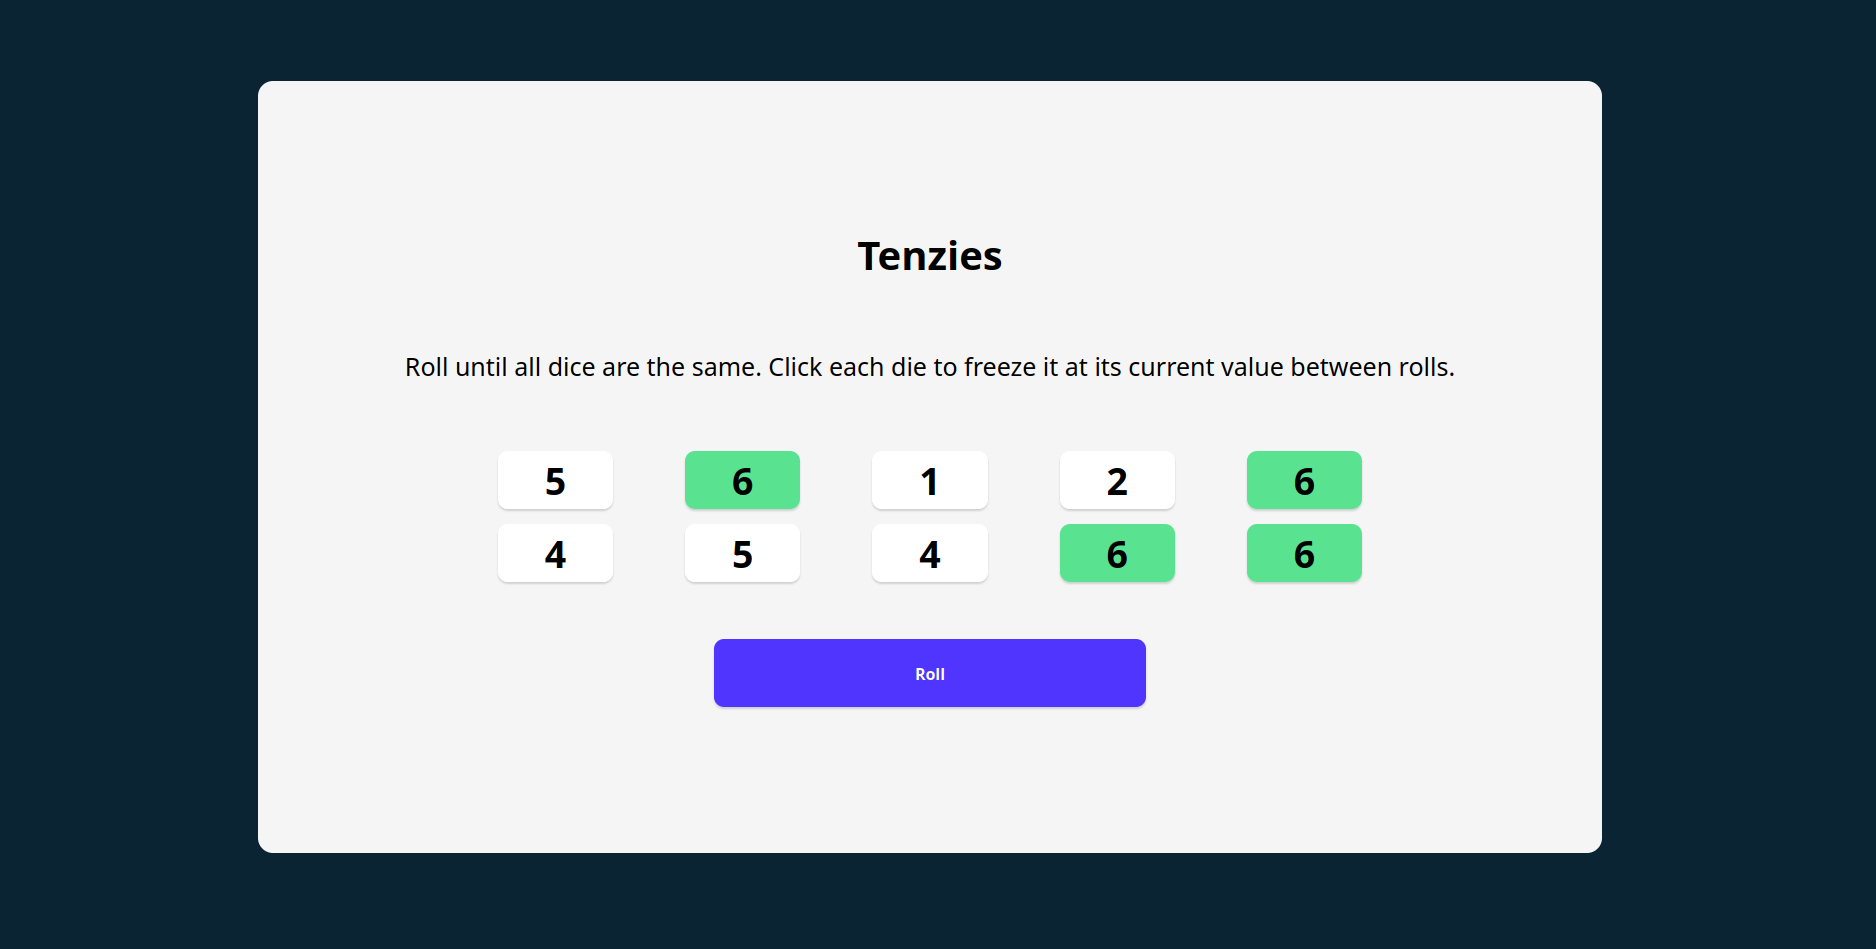 Tenzies
Roll until all dice are the same. Click each die to freeze it at its current value between rolls.
5 6 1 2 6
4 5 4 6 6
Roll